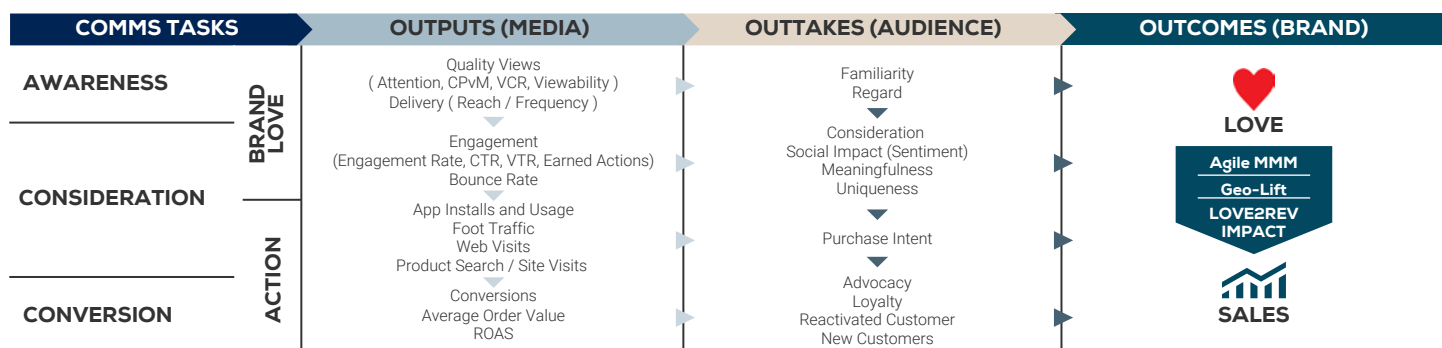 COMMS TASKS
OUTPUTS (MEDIA)
OUTTAKES (AUDIENCE)
OUTCOMES (BRAND)
AWARENESS
CONSIDERATION
CONVERSION
BRAND
LOVE
ACTION
Quality Views
( Attention, CPvM, VCR, Viewability )
Delivery ( Reach / Frequency )
Engagement
(Engagement Rate, CTR, VTR, Earned Actions)
Bounce Rate
App Installs and Usage
Foot Traffic
Web Visits
Product Search / Site Visits
Conversions
Average Order Value
ROAS
Familiarity
Regard
Consideration
Social Impact (Sentiment)
Meaningfulness
Uniqueness
Purchase Intent
Advocacy
Loyalty
Reactivated Customer
New Customers
LOVE
Agile MMM
Geo-Lift
LOVE2REV
IMPACT
SALES